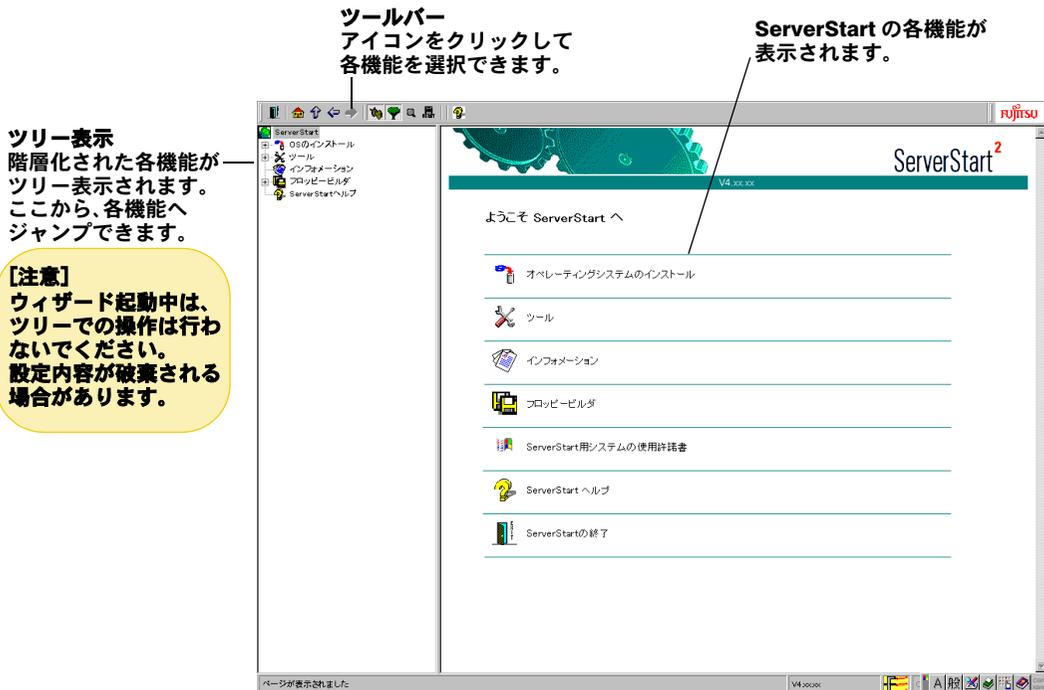 ツールバー
アイコンをクリックして
各機能を選択できます。
ServerStart の各機能が
表示されます。
ツリー表示
階層化された各機能が
ツリー表示されます。
ここから、各機能へ
ジャンプできます。
[注意]
ウィザード起動中は、
ツリーでの操作は行わ
ないでください。
設定内容が破棄される
場合があります。
FUJITSU
ServerStart
OSのインストール
ツール
インフォメーション
フロッピービルダ
ServerStartヘルプ
ServerStart2
V4.xx.xx
ようこそ ServerStart へ
オペレーティングシステムのインストール
ツール
インフォメーション
フロッピービルダ
ServerStart用システムの使用許諾書
ServerStart ヘルプ
EXIT
ServerStartの終了
ページが表示されました
V4.xx.xx
A 般